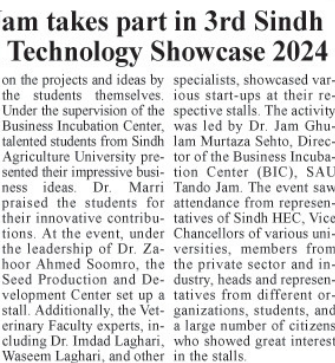 am takes part in 3rd Sindh
Technology Showcase 2024
on the projects and ideas by
the students themselves.
Under the supervision of the
Business Incubation Center,
talented students from Sindh
Agriculture University pre-
sented their impressive busi-
ness ideas. Dr. Marri
praised the students for
their innovative contribu-
tions. At the event, under
the leadership of Dr. Za-
hoor Ahmed Soomro, the
Seed Production and De-
velopment Center set up a
stall. Additionally, the Vet-
erinary Faculty experts, in-
cluding Dr. Imdad Laghari,
Waseem Laghari, and other
specialists, showcased var-
ious start-ups at their re-
spective stalls. The activity
was led by Dr. Jam Ghu-
lam Murtaza Sehto, Direc-
tor of the Business Incuba-
tion Center (BIC), SAU
Tando Jam. The event saw
attendance from represen-
tatives of Sindh HEC, Vice
Chancellors of various uni-
versities, members from
the private sector and in-
dustry, heads and represen-
tatives from different or-
ganizations, students, and
a large number of citizens
who showed great interest
in the stalls.